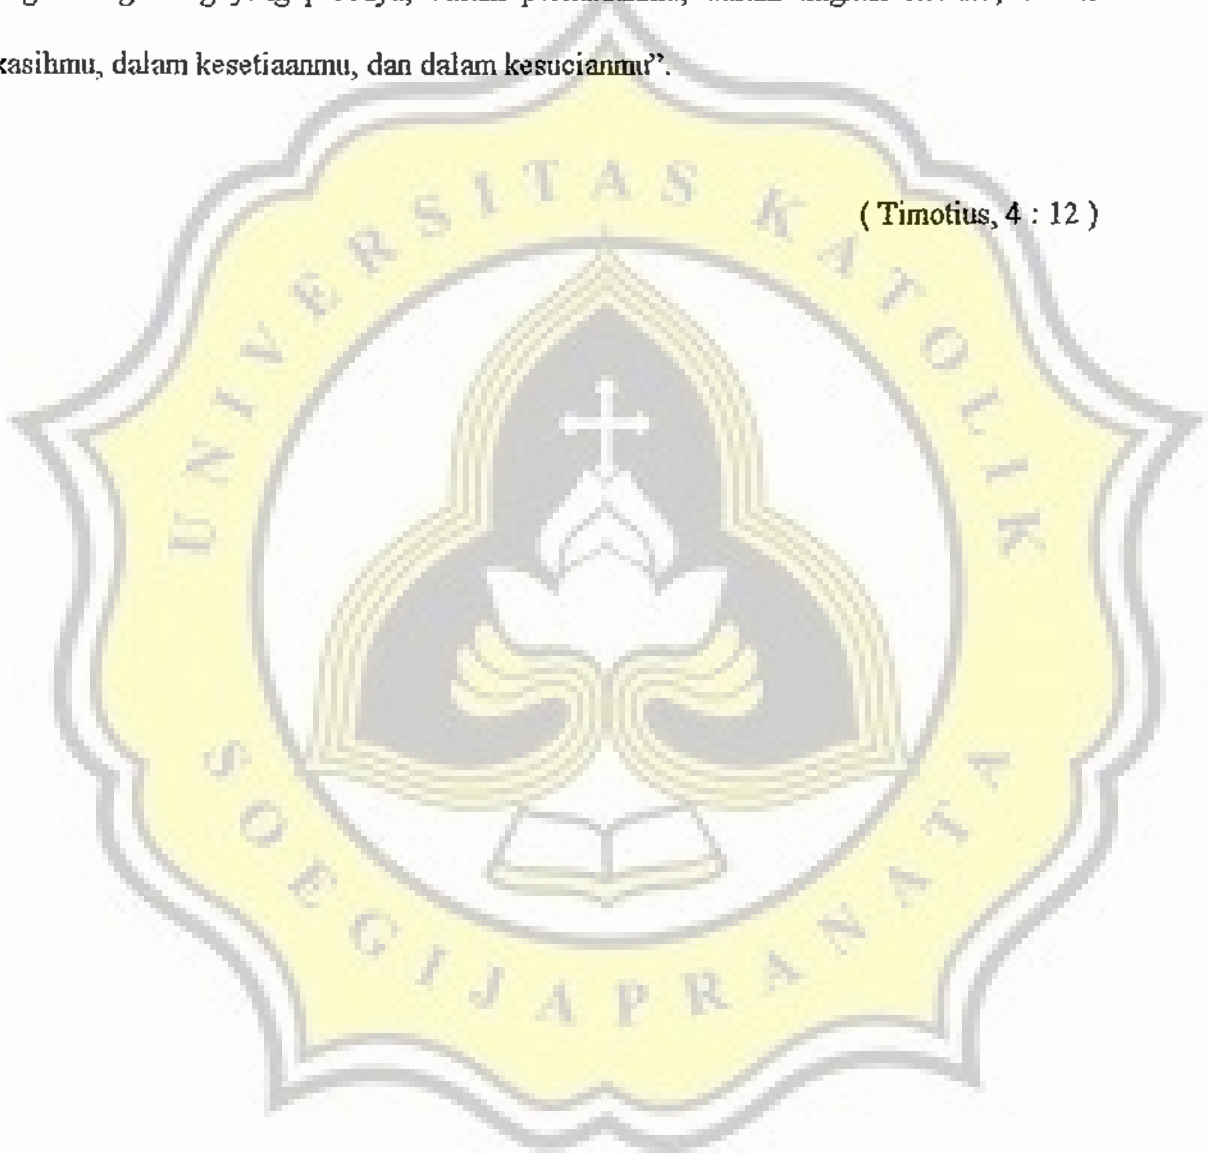 kasihmu, dalam kesetiaanmu, dan dalam kesucianmu”.
( Timotius, 4 : 12 )
UNIVERSITAS KATOLIK
SOEGIJAPRANATA